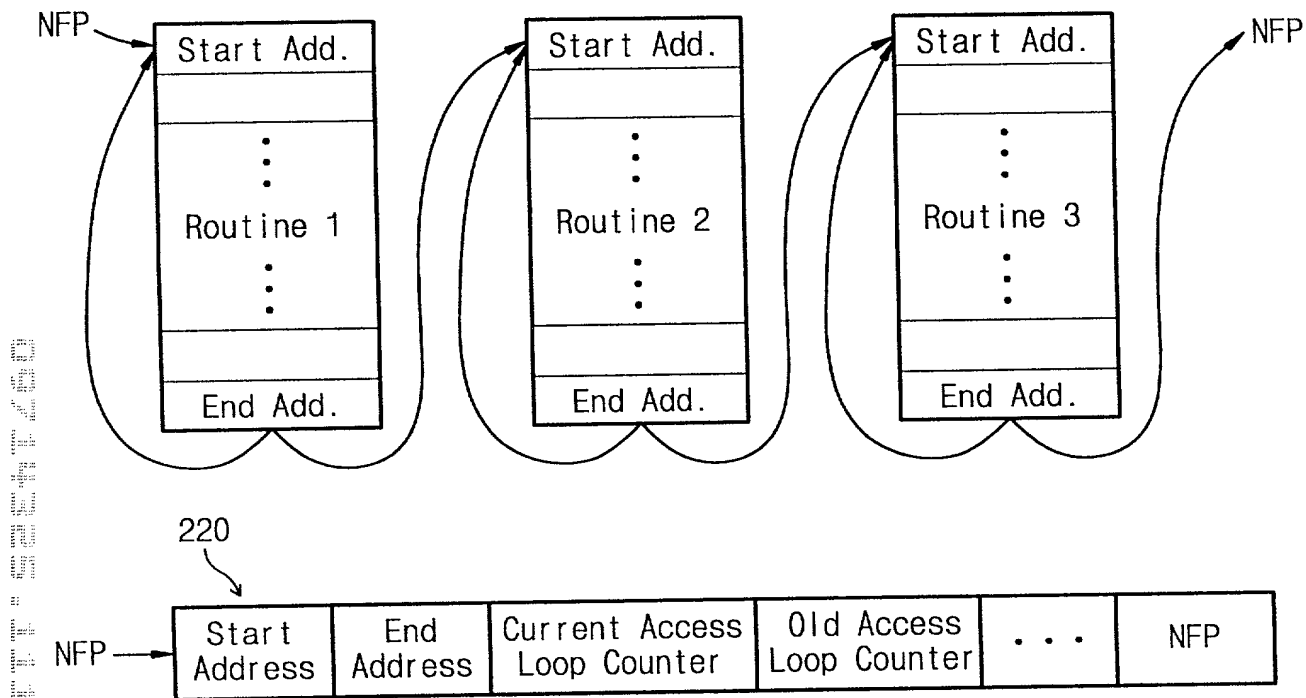 NFP
Start Add.
Start Add.
Start Add.
NFP
Routine 1
Routine 2
Routine 3
End Add.
End Add.
End Add.
220
NFP
Start
Address
End
Address
Current Access
Loop Counter
Old Access
Loop Counter
NFP